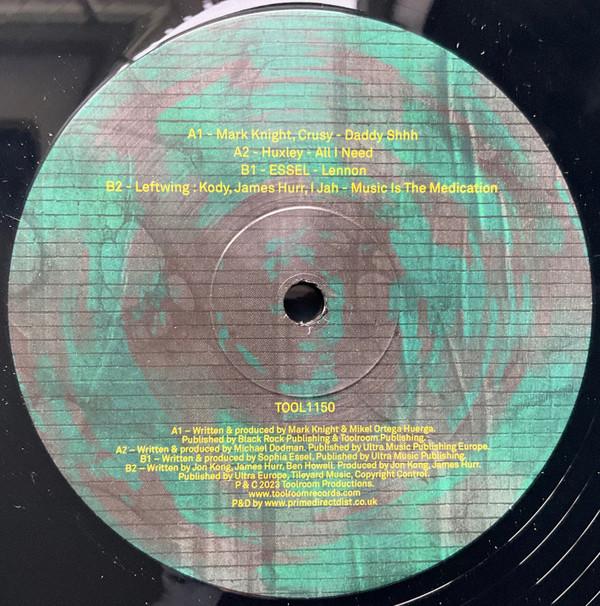 A1 - Mark Knight, Crusy - Daddy Shhh
A2 - Huxley - All I Need
B1 - ESSEL - Lennon
B2 - Leftwing : Kody, James Hurr, I Jah - Music Is The Medication
TOOL1150
A1 – Written & produced by Mark Knight & Mikel Ortega Huerga.
Published by Black Rock Publishing & Toolroom Publishing.
A2 – Written & produced by Michael Dodman. Published by Ultra Music Publishing Europe.
B1 – Written & produced by Sophia Essel. Published by Ultra Music Publishing.
B2 – Written by Jon Kong, James Hurr, Ben Howell. Produced by Jon Kong, James Hurr.
Published by Ultra Europe, Tileyard Music, Copyright Control.
P & C 2023 Toolroom Productions.
www.toolroomrecords.com
P&D by www.primedirectdist.co.uk